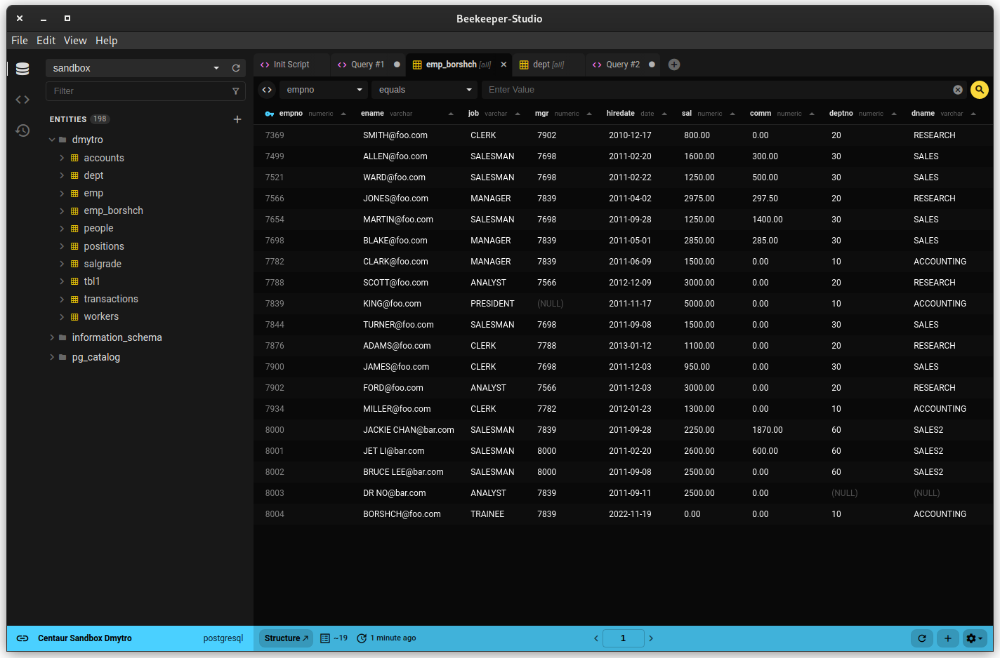 Beekeeper-Studio
File Edit View Help
sandbox
Filter
ENTITIES 198
dmytro
accounts
dept
emp
emp_borshch
people
positions
salgrade
tbl1
transactions
workers
information_schema
pg_catalog
Init Script Query #1 emp_borshch [all] dept [all] Query #2
empno equals Enter Value
empno numeric ename varchar job varchar mgr numeric hiredate date sal numeric comm numeric deptno numeric dname varchar
7369 SMITH@foo.com CLERK 7902 2010-12-17 800.00 0.00 20 RESEARCH
7499 ALLEN@foo.com SALESMAN 7698 2011-02-20 1600.00 300.00 30 SALES
7521 WARD@foo.com SALESMAN 7698 2011-02-22 1250.00 500.00 30 SALES
7566 JONES@foo.com MANAGER 7839 2011-04-02 2975.00 297.50 20 RESEARCH
7654 MARTIN@foo.com SALESMAN 7698 2011-09-28 1250.00 1400.00 30 SALES
7698 BLAKE@foo.com MANAGER 7839 2011-05-01 2850.00 285.00 30 SALES
7782 CLARK@foo.com MANAGER 7839 2011-06-09 1500.00 0.00 10 ACCOUNTING
7788 SCOTT@foo.com ANALYST 7566 2012-12-09 3000.00 0.00 20 RESEARCH
7839 KING@foo.com PRESIDENT (NULL) 2011-11-17 5000.00 0.00 10 ACCOUNTING
7844 TURNER@foo.com SALESMAN 7698 2011-09-08 1500.00 0.00 30 SALES
7876 ADAMS@foo.com CLERK 7788 2013-01-12 1100.00 0.00 20 RESEARCH
7900 JAMES@foo.com CLERK 7698 2011-12-03 950.00 0.00 30 SALES
7902 FORD@foo.com ANALYST 7566 2011-12-03 3000.00 0.00 20 RESEARCH
7934 MILLER@foo.com CLERK 7782 2012-01-23 1300.00 0.00 10 ACCOUNTING
8000 JACKIE CHAN@bar.com SALESMAN 7839 2011-09-28 2250.00 1870.00 60 SALES2
8001 JET LI@bar.com SALESMAN 8000 2011-02-20 2600.00 600.00 60 SALES2
8002 BRUCE LEE@bar.com SALESMAN 8000 2011-09-08 2500.00 0.00 60 SALES2
8003 DR NO@bar.com ANALYST 7839 2011-09-11 2500.00 0.00 (NULL) (NULL)
8004 BORSHCH@foo.com TRAINEE 7839 2022-11-19 0.00 0.00 10 ACCOUNTING
Centaur Sandbox Dmytro postgresql Structure ~19 1 minute ago 1